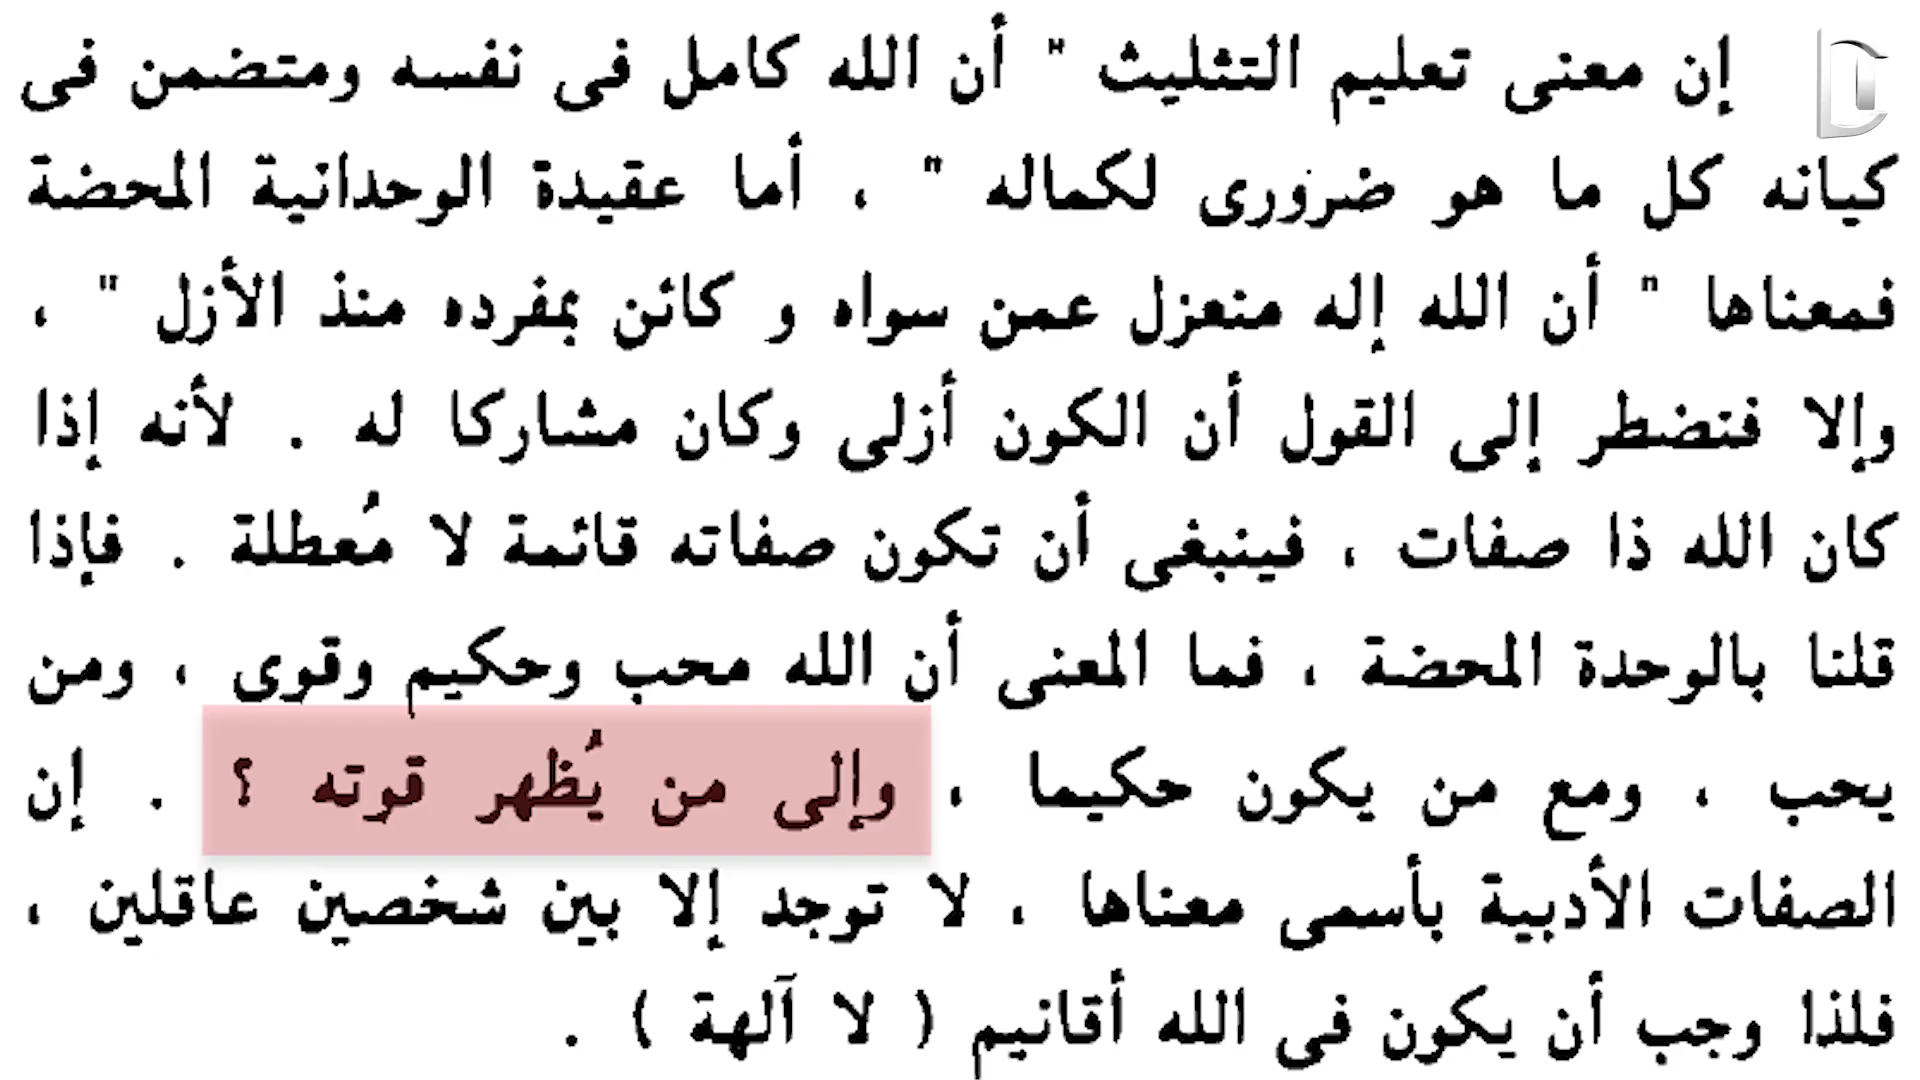 إن معنى تعليم التثليث " أن الله كامل فى نفسه ومتضمن فى
كيانه كل ما هو ضرورى لكماله " ، أما عقيدة الوحدانية المحضة
فمعناها " أن الله إله منعزل عمن سواه و كائن بمفرده منذ الأزل " ،
وإلا فتضطر إلى القول أن الكون أزلى وكان مشاركا له . لأنه إذا
كان الله ذا صفات ، فينبغى أن تكون صفاته قائمة لا مُعطلة . فإذا
قلنا بالوحدة المحضة ، فما المعنى أن الله محب وحكيم وقوى ، ومن
يحب ، ومع من يكون حكيما ، وإلى من يُظهر قوته ؟ . إن
الصفات الأدبية بأسمى معناها ، لا توجد إلا بين شخصين عاقلين ،
فلذا وجب أن يكون فى الله أقانيم ( لا آلهة ) .